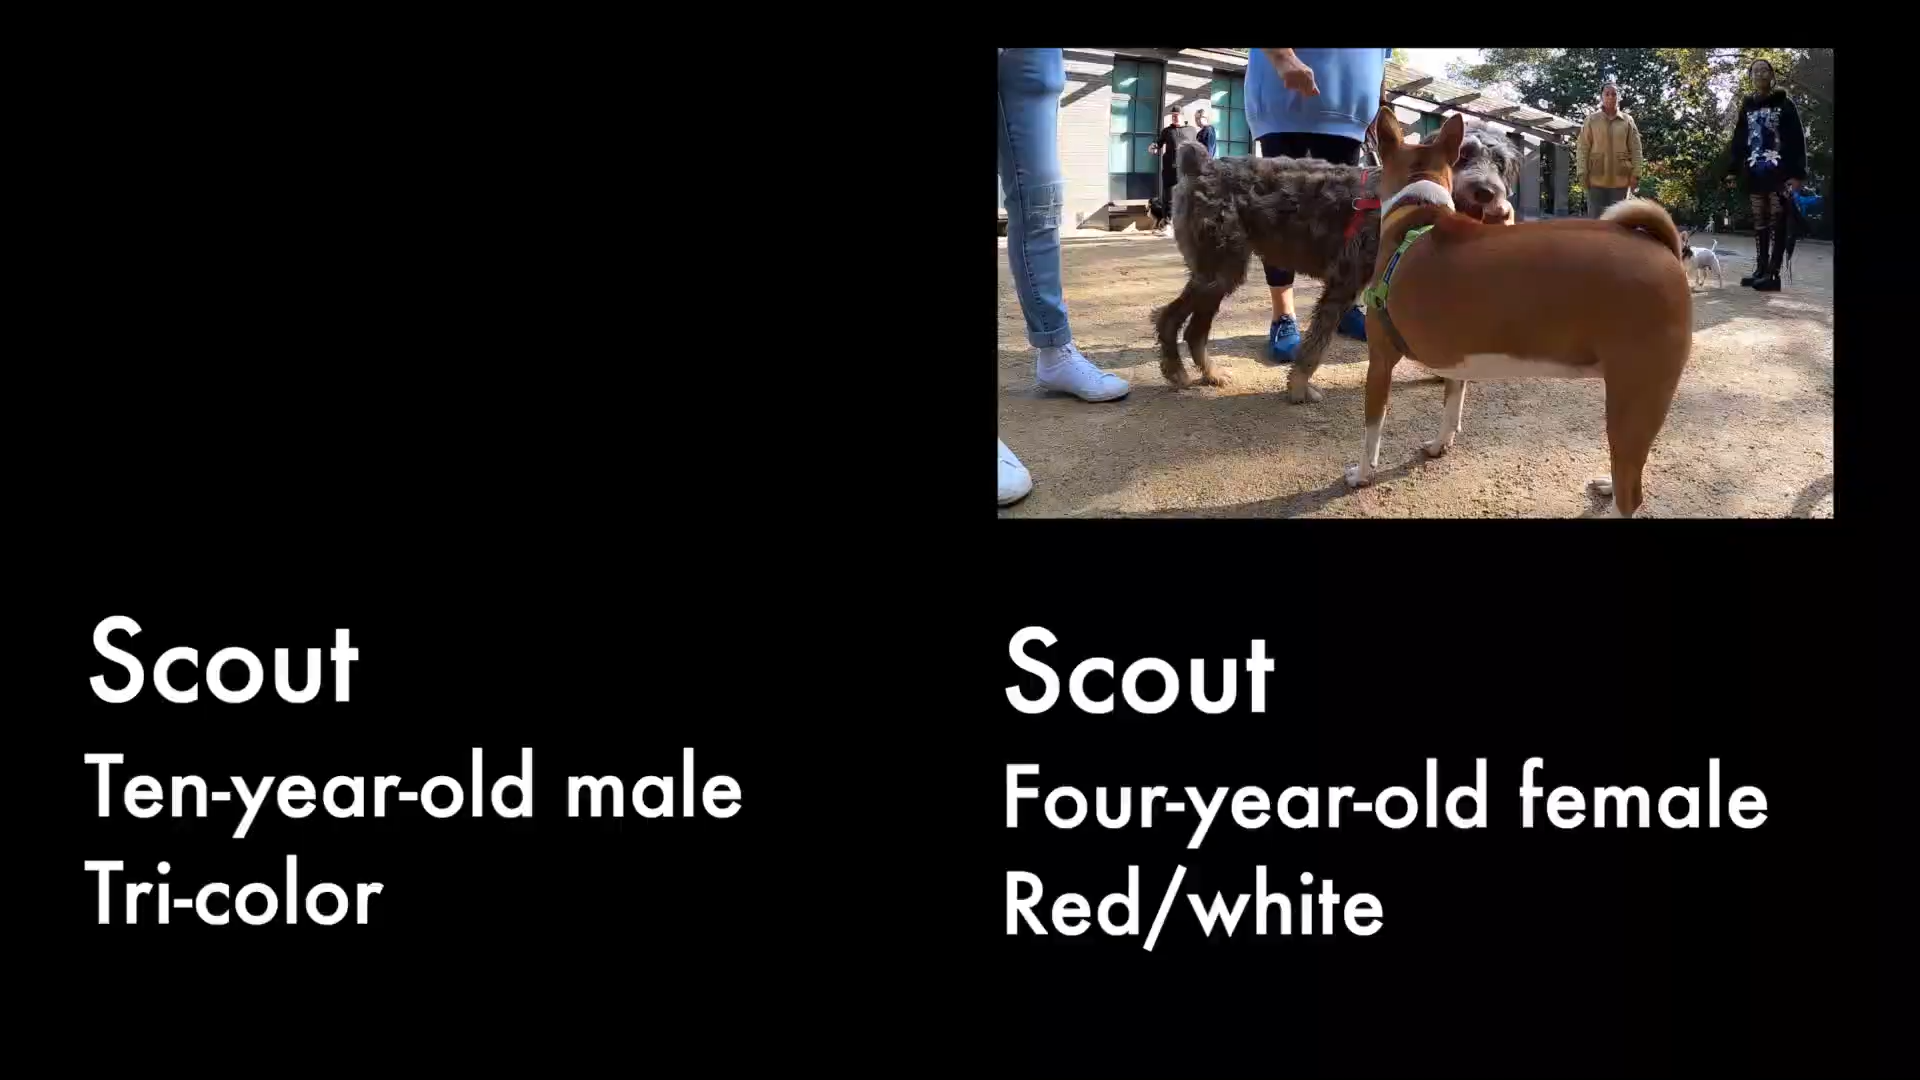 Scout
Ten-year-old male
Tri-color
Scout
Four-year-old female
Red/white